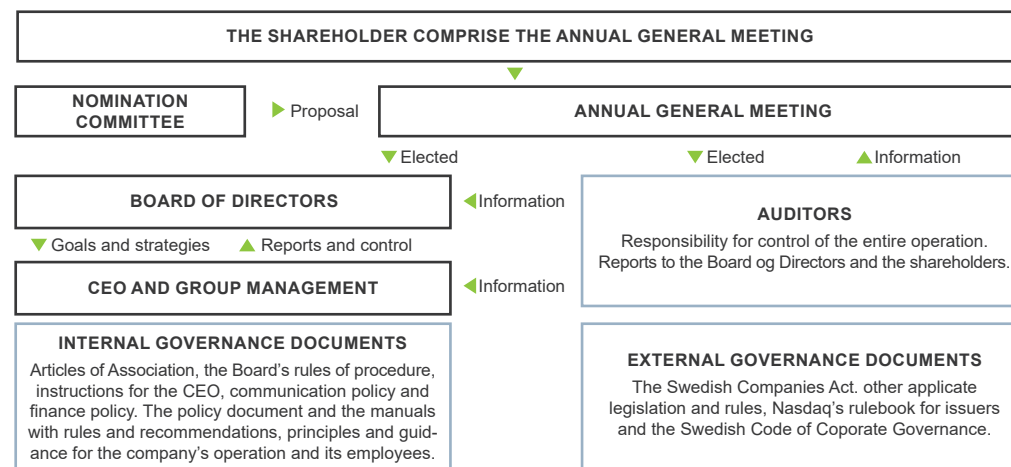 THE SHAREHOLDER COMPRISE THE ANNUAL GENERAL MEETING
NOMINATION
COMMITTEE
Proposal
ANNUAL GENERAL MEETING
Elected
Elected
Information
BOARD OF DIRECTORS
Information
Goals and strategies
Reports and control
CEO AND GROUP MANAGEMENT
Information
AUDITORS
Responsibility for control of the entire operation.
Reports to the Board og Directors and the shareholders.
INTERNAL GOVERNANCE DOCUMENTS
Articles of Association, the Board's rules of procedure,
instructions for the CEO, communication policy and
finance policy. The policy document and the manuals
with rules and recommendations, principles and guid-
ance for the company's operation and its employees.
EXTERNAL GOVERNANCE DOCUMENTS
The Swedish Companies Act. other applicate
legislation and rules, Nasdaq's rulebook for issuers
and the Swedish Code of Coporate Governance.